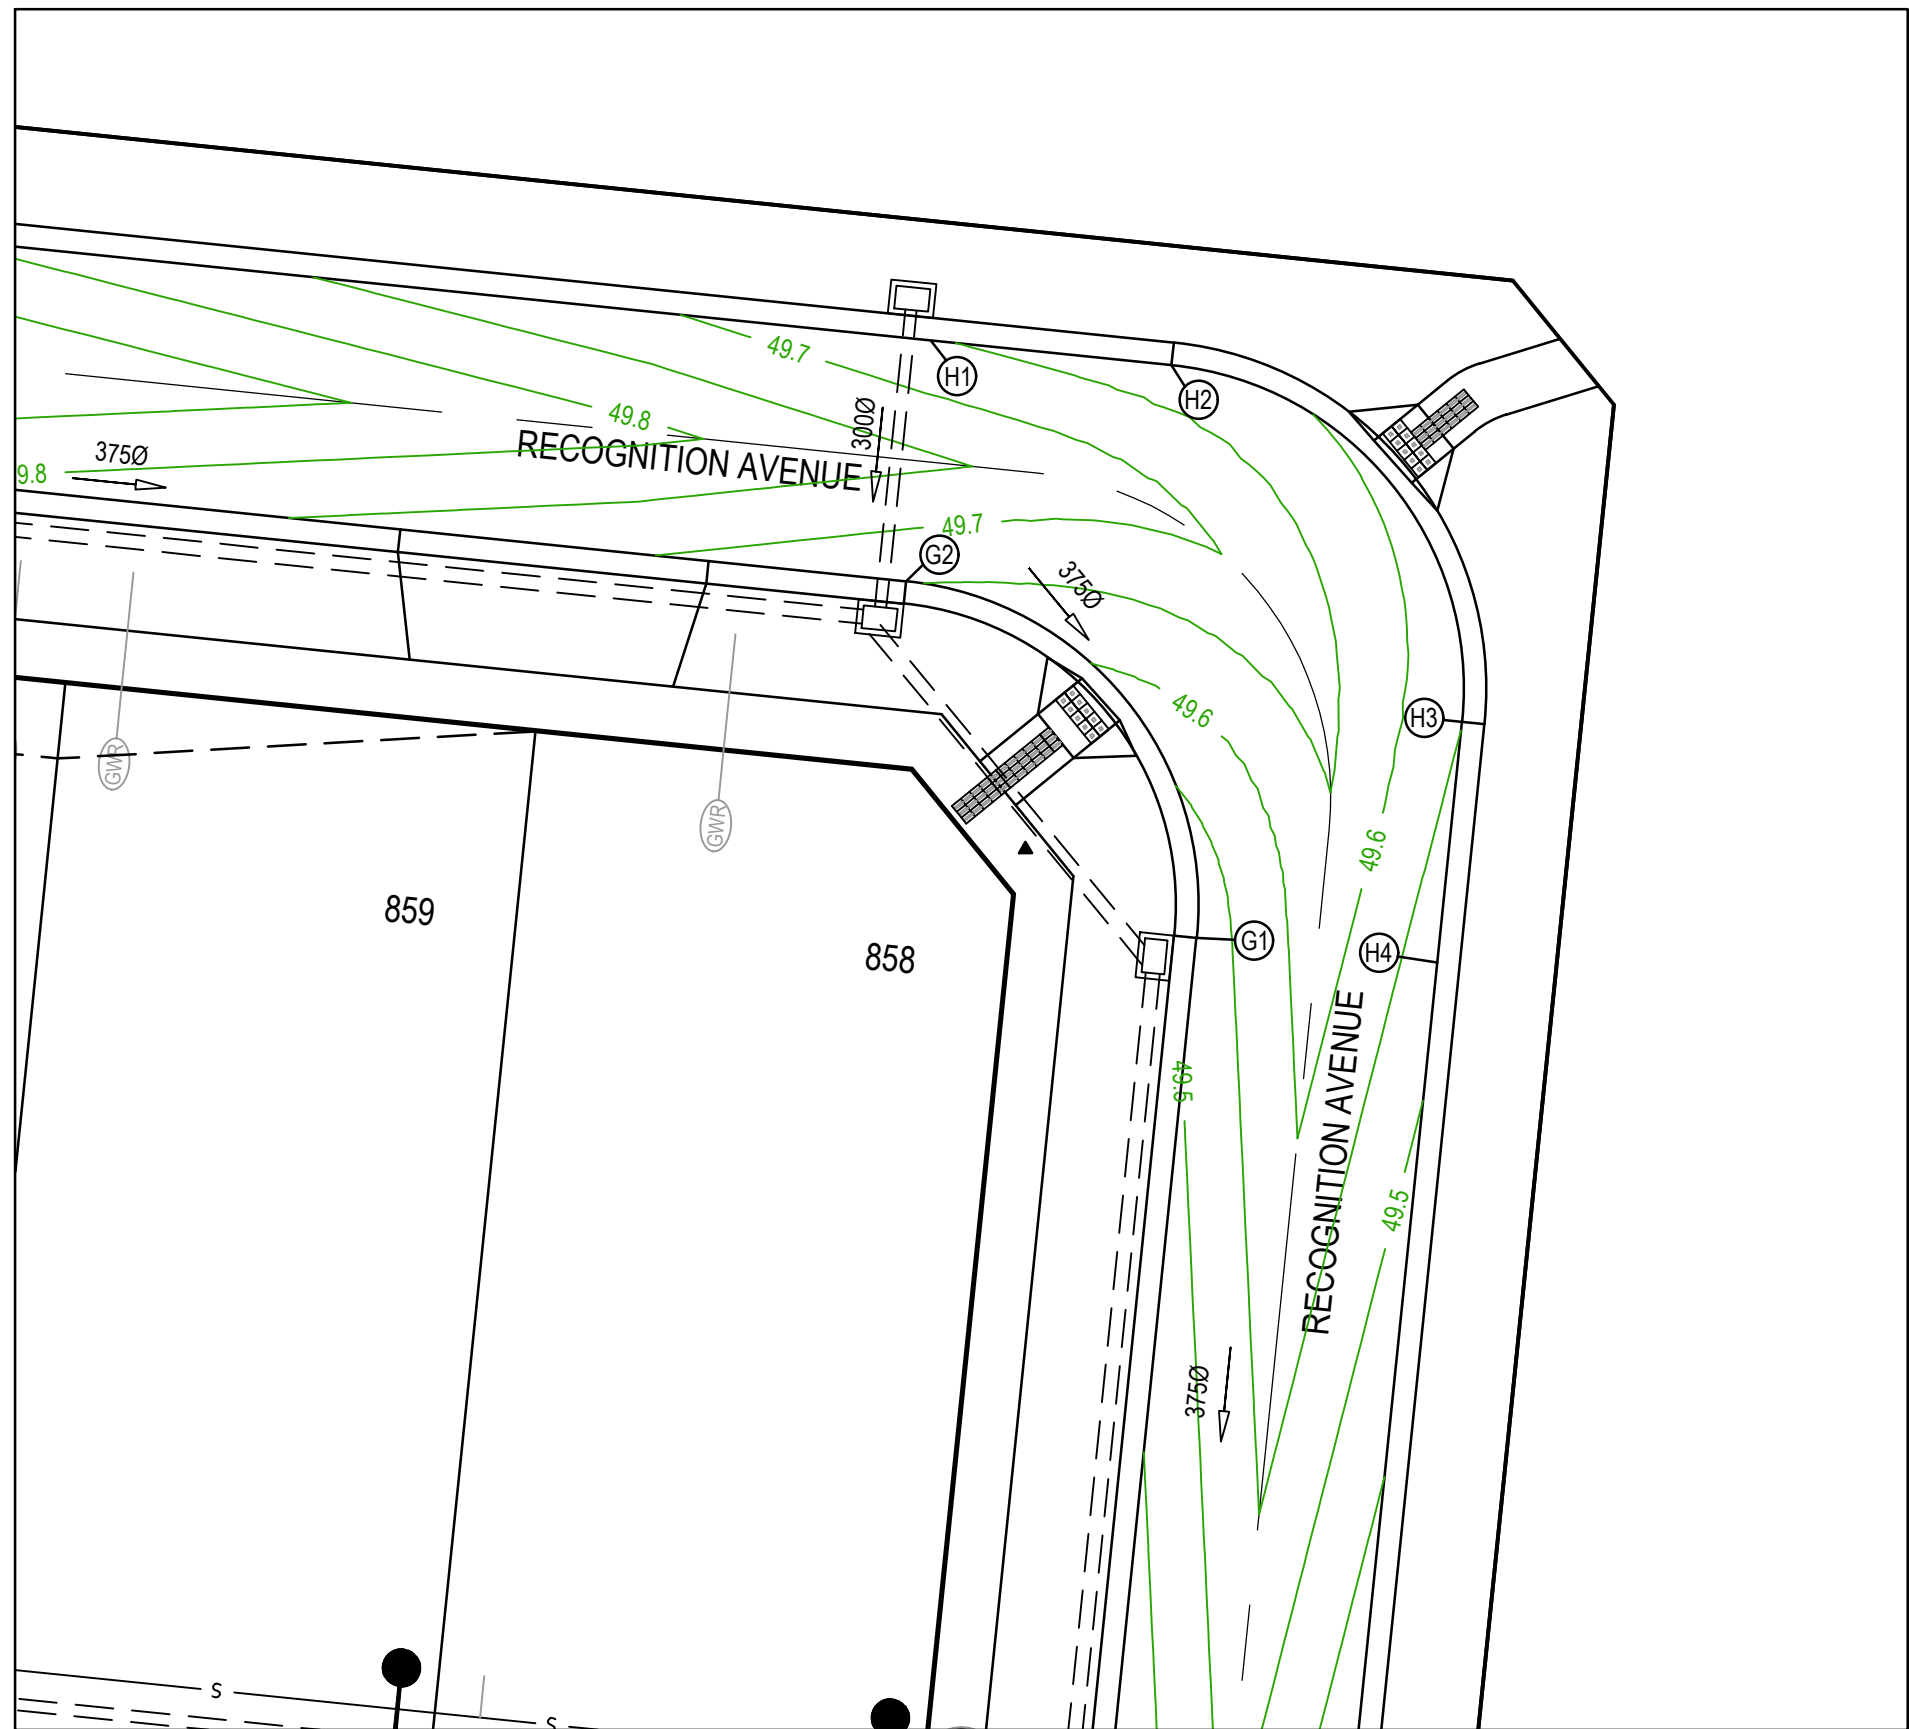 49.7
H1
H2
49.8
300Ø
RECOGNITION AVENUE
375Ø
9.8
49.7
G2
375Ø
49.6
H3
GWR
GWR
49.6
859
858
G1
H4
49.5
RECOGNITION AVENUE
49.5
375Ø
S
S